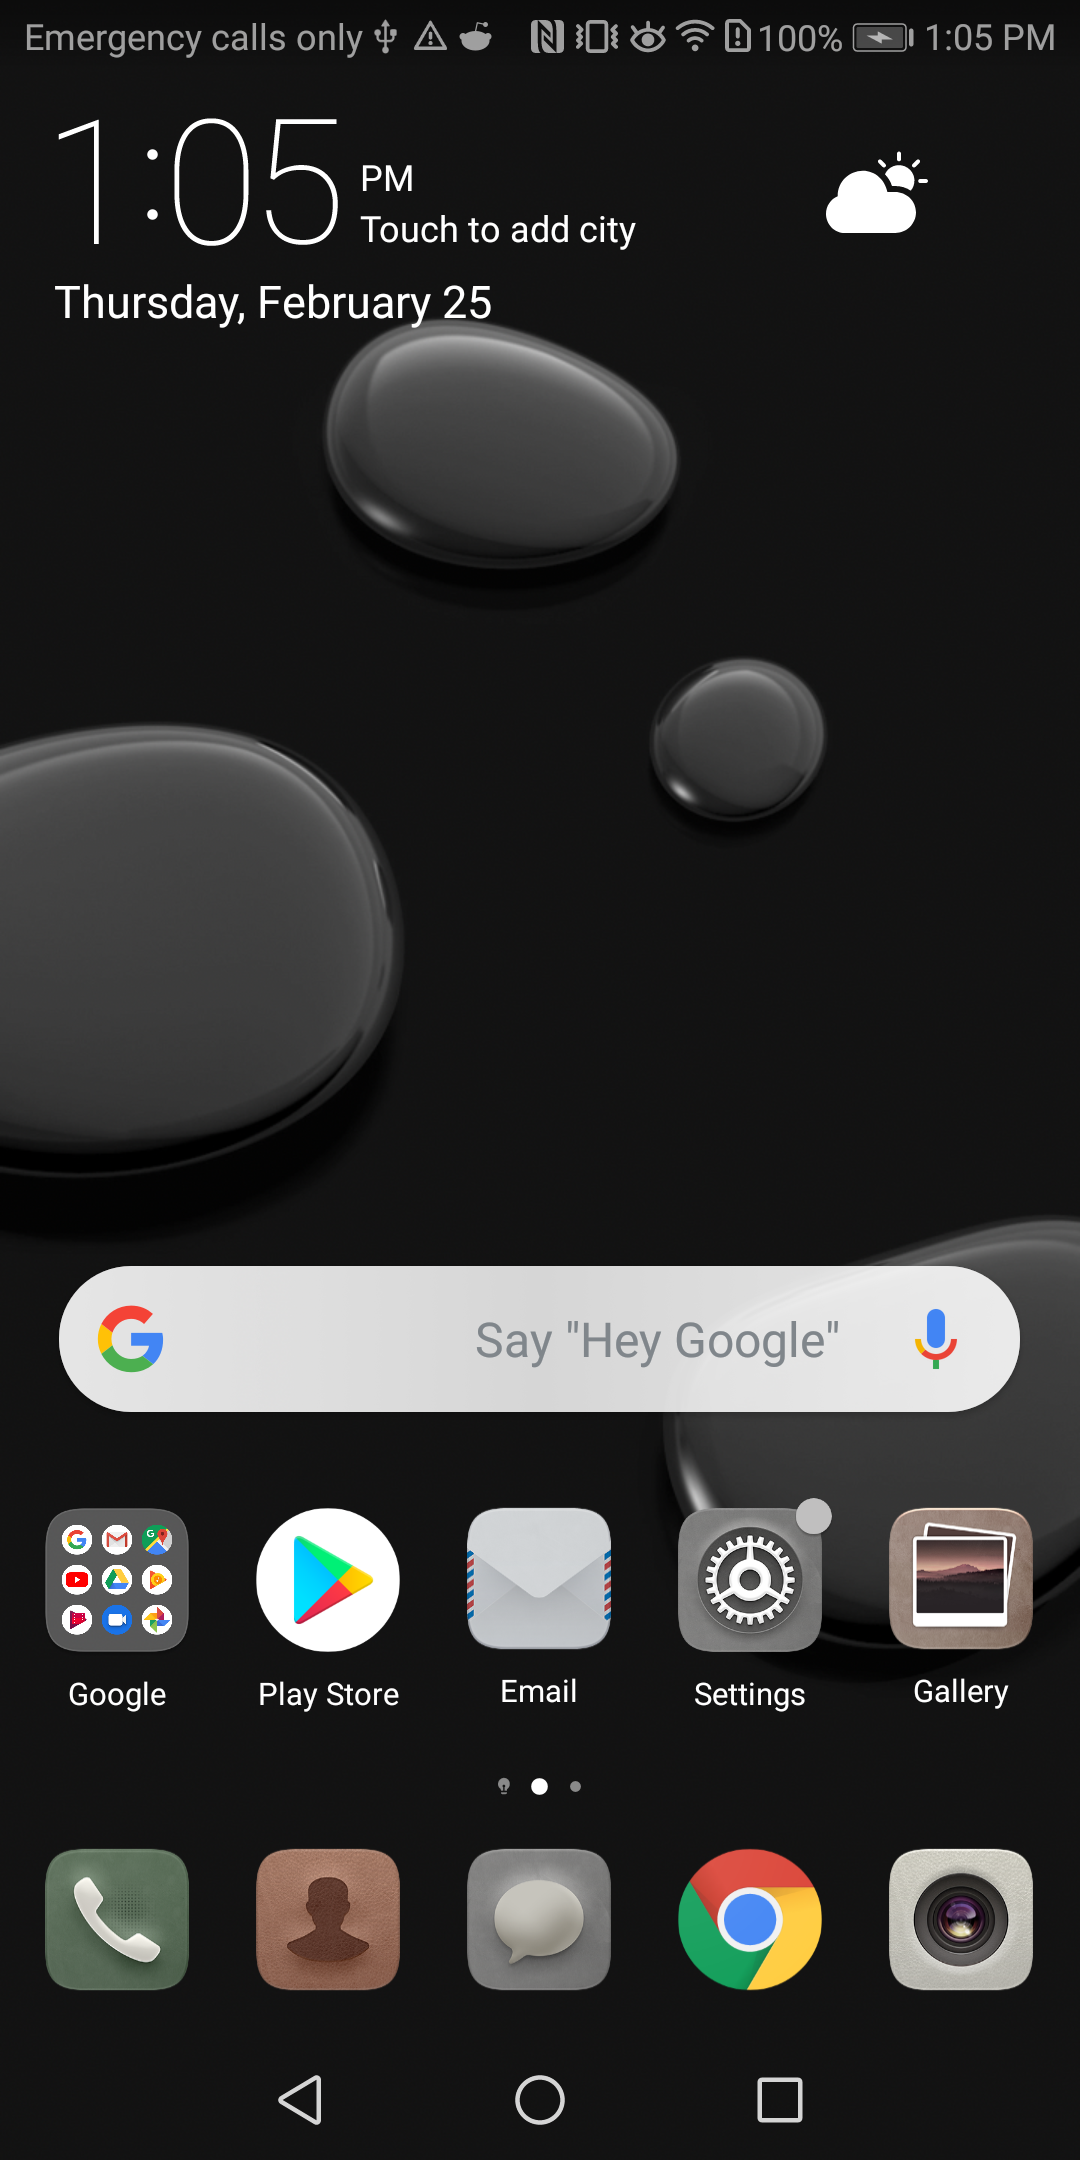 Emergency calls only 100% 1:05 PM
1:05 PM
Touch to add city
Thursday, February 25
Say "Hey Google"
Google Play Store Email Settings Gallery